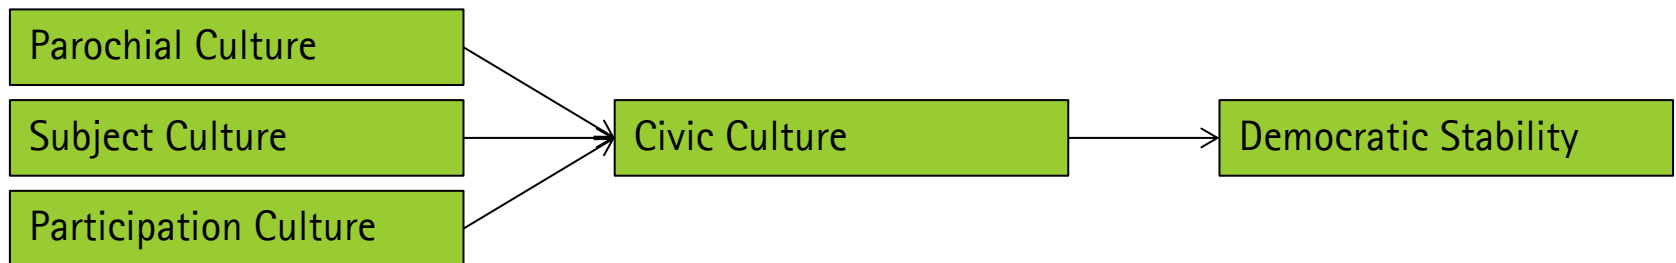 Parochial Culture
Subject Culture
Participation Culture
Civic Culture
Democratic Stability